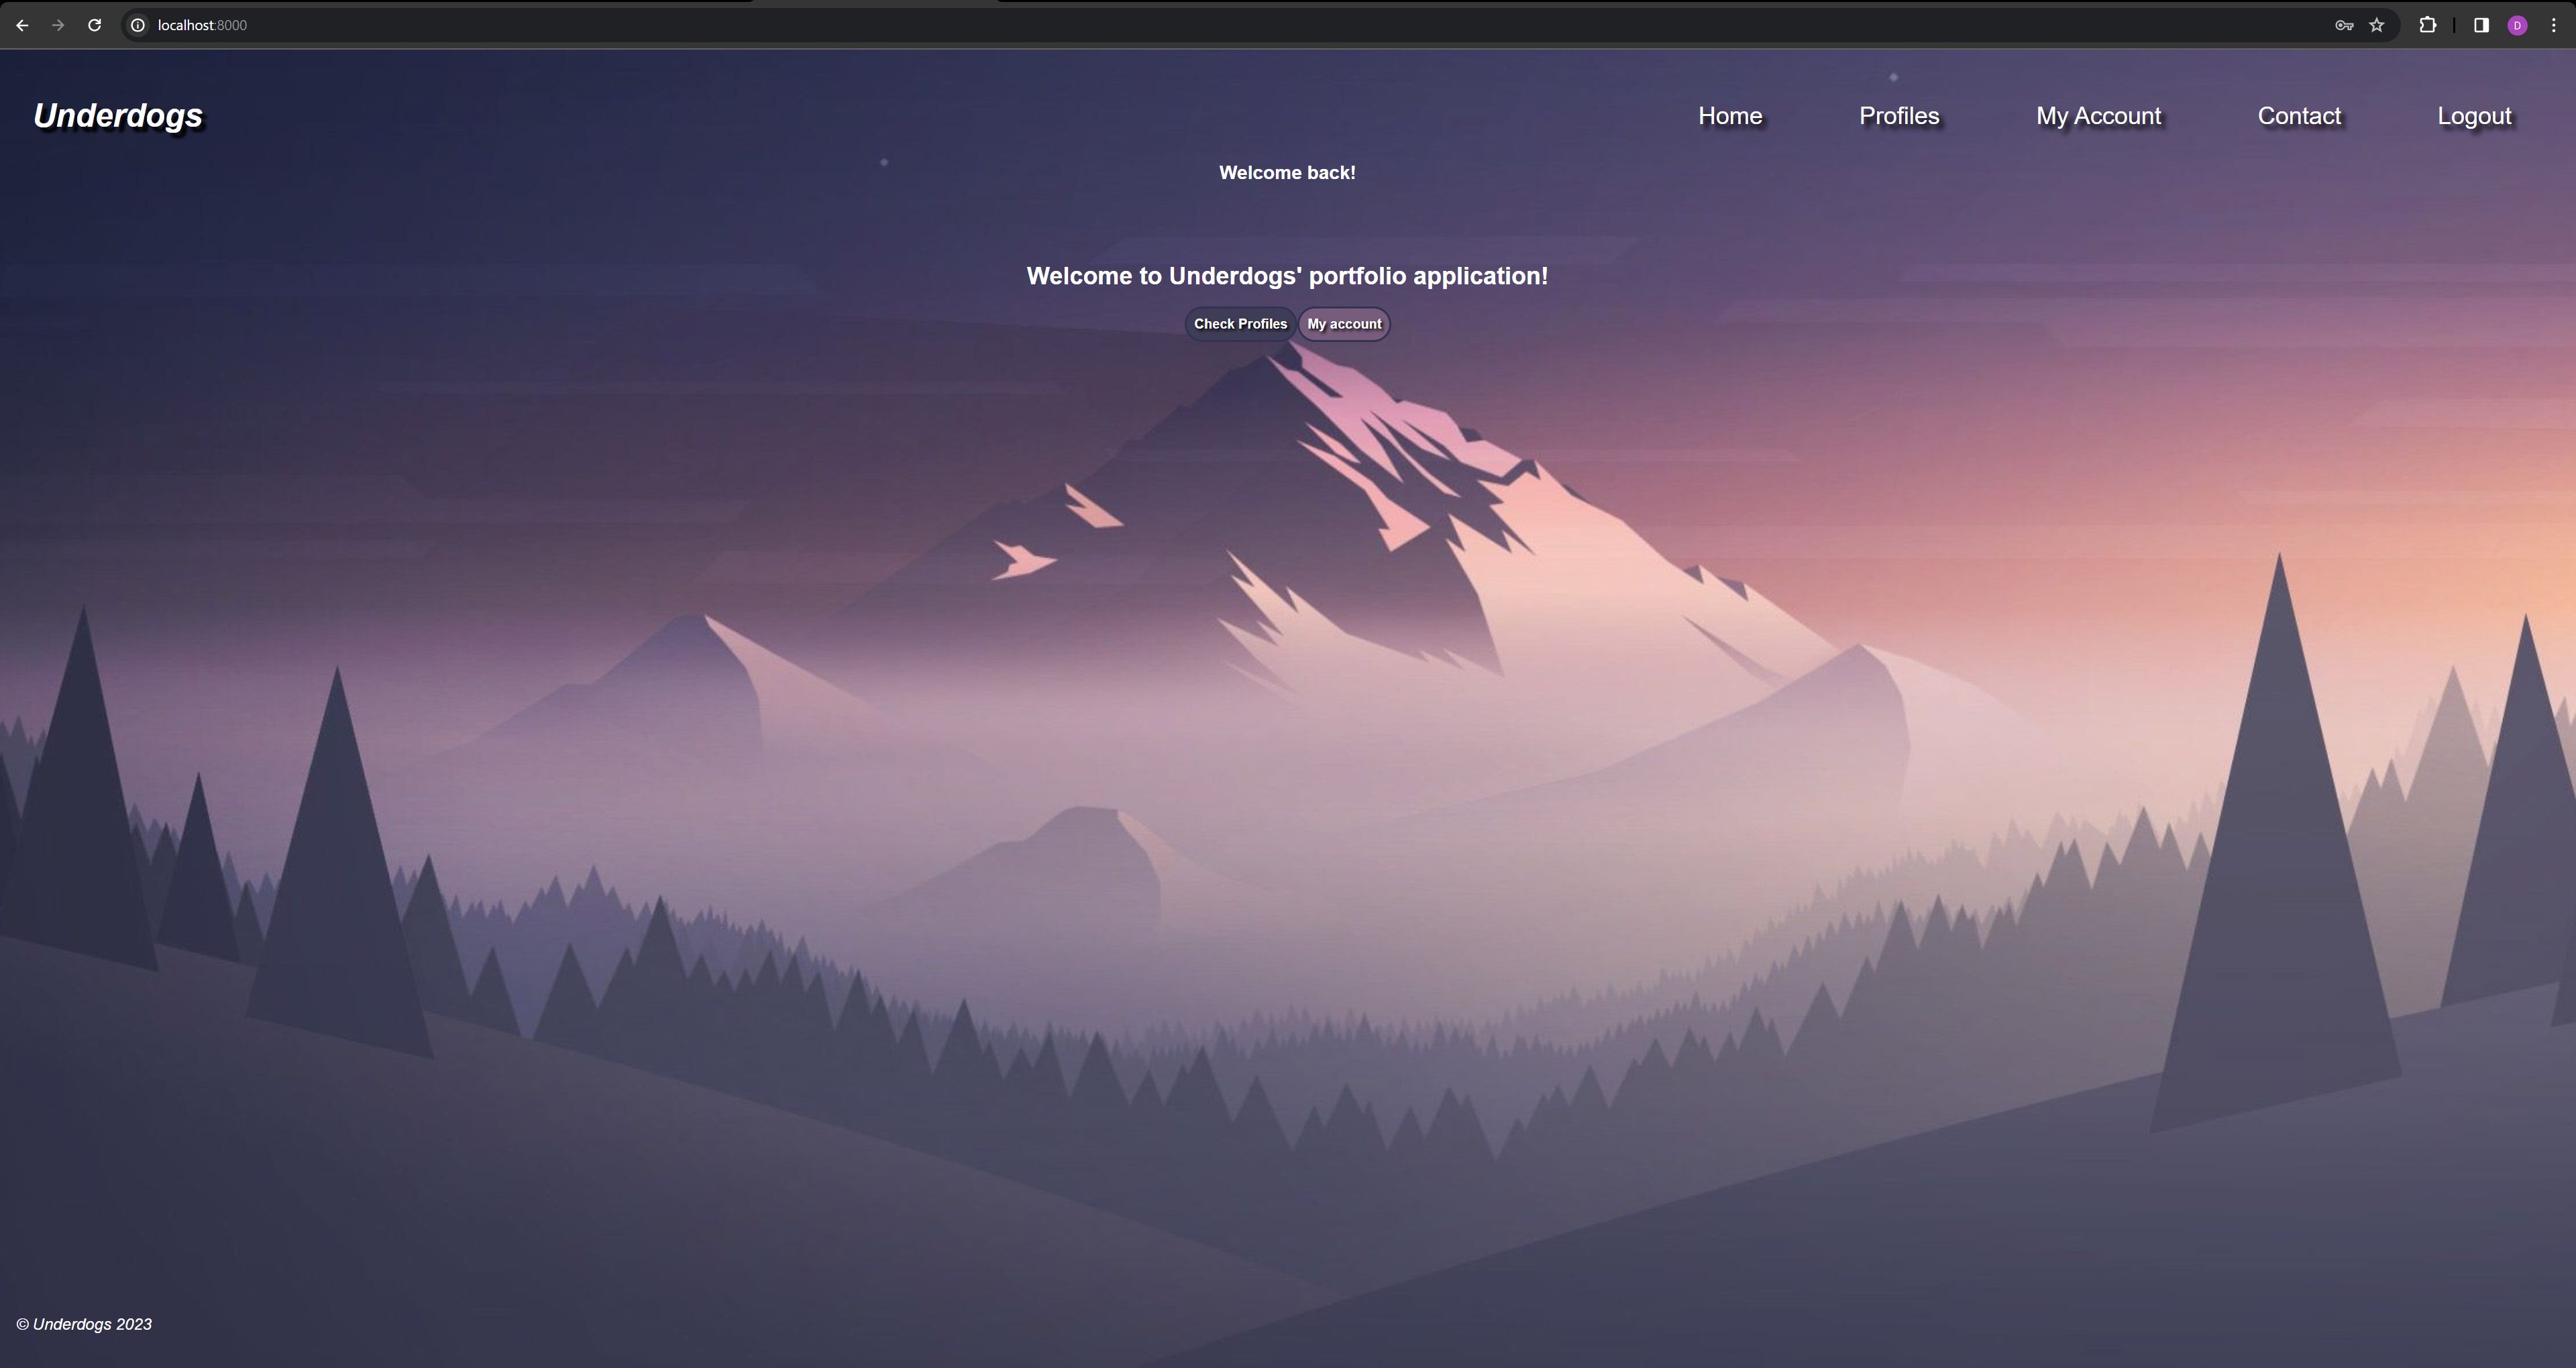 localhost:8000
D
Underdogs
Home Profiles My Account Contact Logout
Welcome back!
Welcome to Underdogs' portfolio application!
Check Profiles My account
© Underdogs 2023